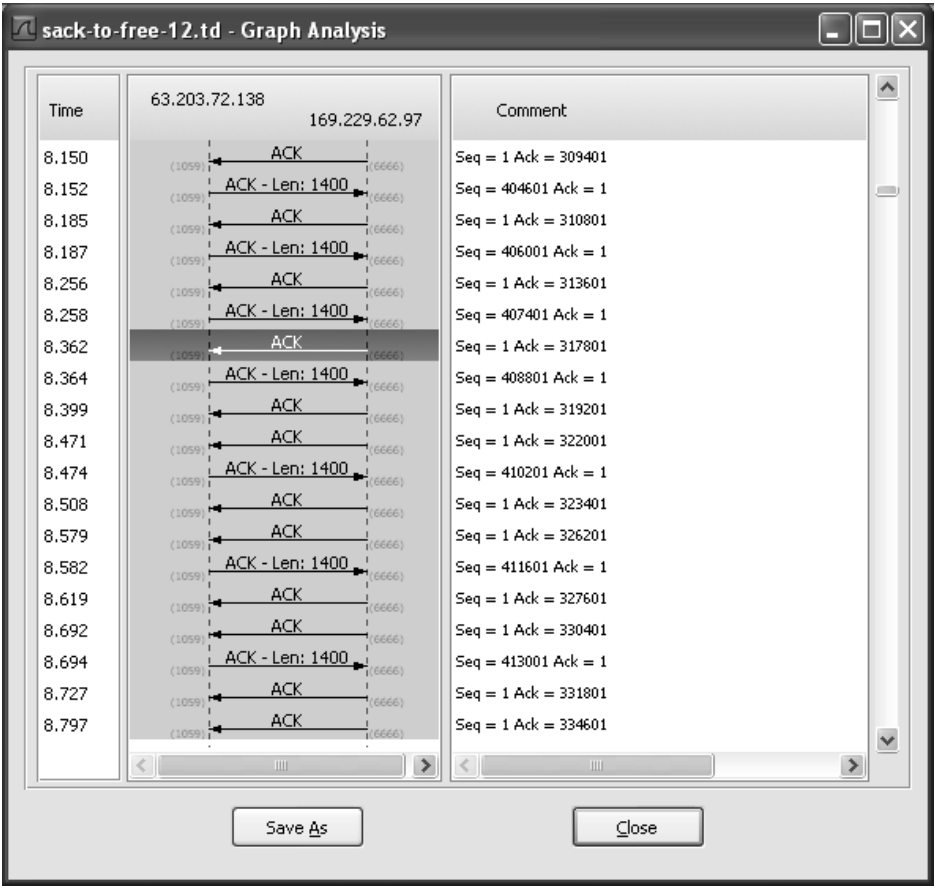 sack-to-free-12.td - Graph Analysis
Time 63.203.72.138 169.229.62.97 Comment
8.150 (1059) ACK (6666) Seq = 1 Ack = 309401
8.152 (1059) ACK - Len: 1400 (6666) Seq = 404601 Ack = 1
8.185 (1059) ACK (6666) Seq = 1 Ack = 310801
8.187 (1059) ACK - Len: 1400 (6666) Seq = 406001 Ack = 1
8.256 (1059) ACK (6666) Seq = 1 Ack = 313601
8.258 (1059) ACK - Len: 1400 (6666) Seq = 407401 Ack = 1
8.362 (1059) ACK (6666) Seq = 1 Ack = 317801
8.364 (1059) ACK - Len: 1400 (6666) Seq = 408801 Ack = 1
8.399 (1059) ACK (6666) Seq = 1 Ack = 319201
8.471 (1059) ACK (6666) Seq = 1 Ack = 322001
8.474 (1059) ACK - Len: 1400 (6666) Seq = 410201 Ack = 1
8.508 (1059) ACK (6666) Seq = 1 Ack = 323401
8.579 (1059) ACK (6666) Seq = 1 Ack = 326201
8.582 (1059) ACK - Len: 1400 (6666) Seq = 411601 Ack = 1
8.619 (1059) ACK (6666) Seq = 1 Ack = 327601
8.692 (1059) ACK (6666) Seq = 1 Ack = 330401
8.694 (1059) ACK - Len: 1400 (6666) Seq = 413001 Ack = 1
8.727 (1059) ACK (6666) Seq = 1 Ack = 331801
8.797 (1059) ACK (6666) Seq = 1 Ack = 334601
Save As Close